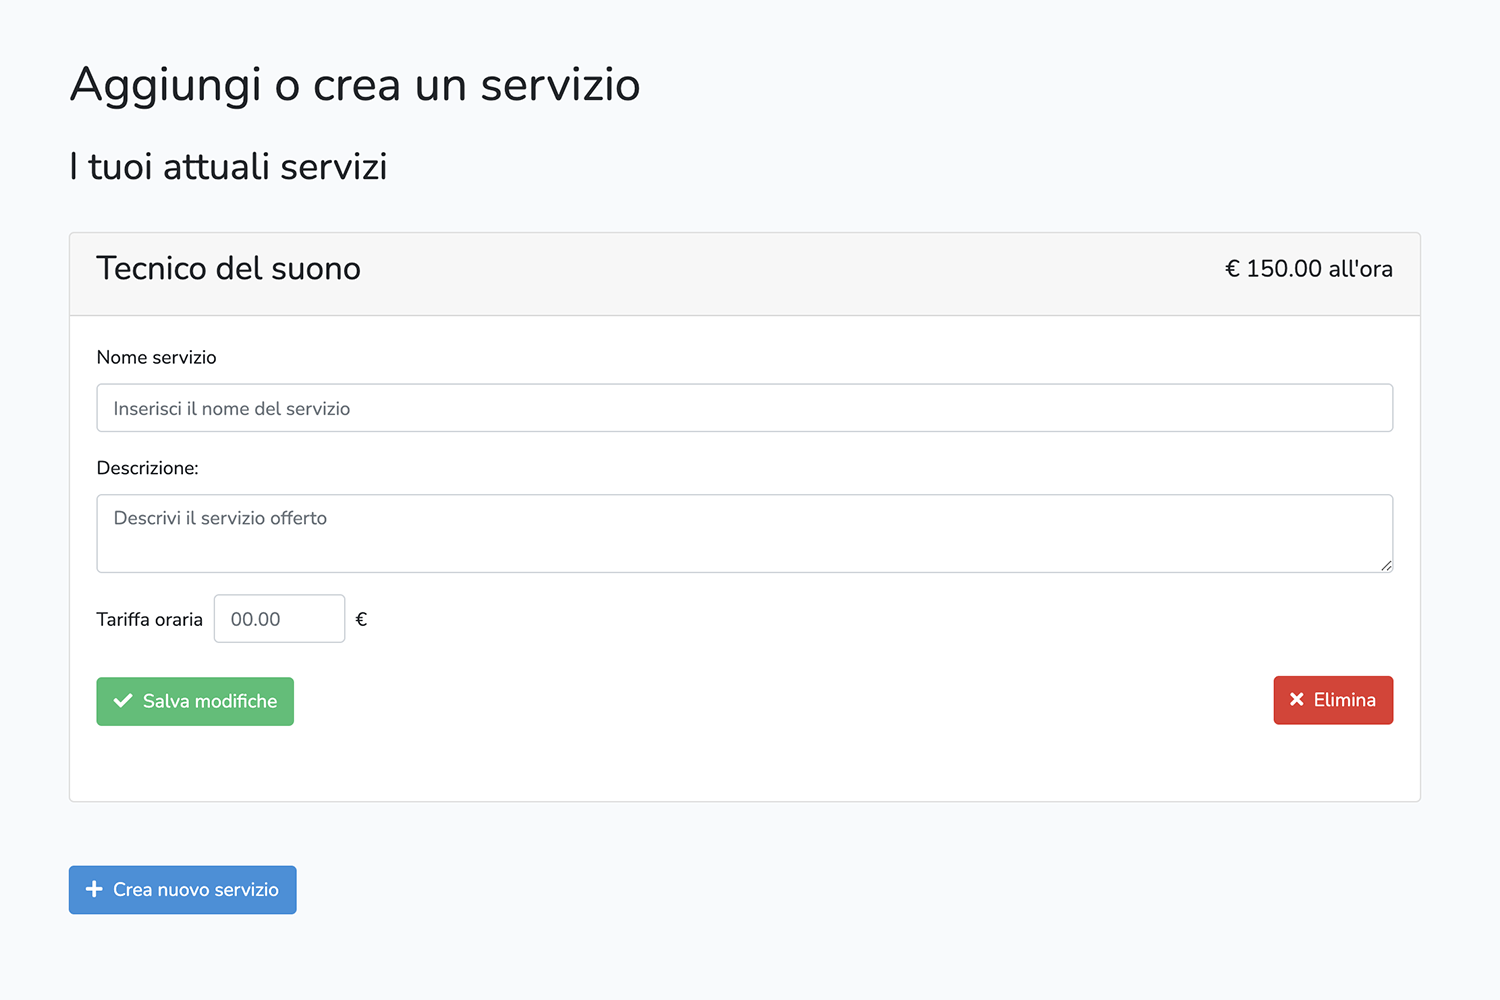 Aggiungi o crea un servizio
I tuoi attuali servizi
Tecnico del suono
€ 150.00 all'ora
Nome servizio
Inserisci il nome del servizio
Descrizione:
Descrivi il servizio offerto
Tariffa oraria 00.00 €
Salva modifiche
Elimina
Crea nuovo servizio